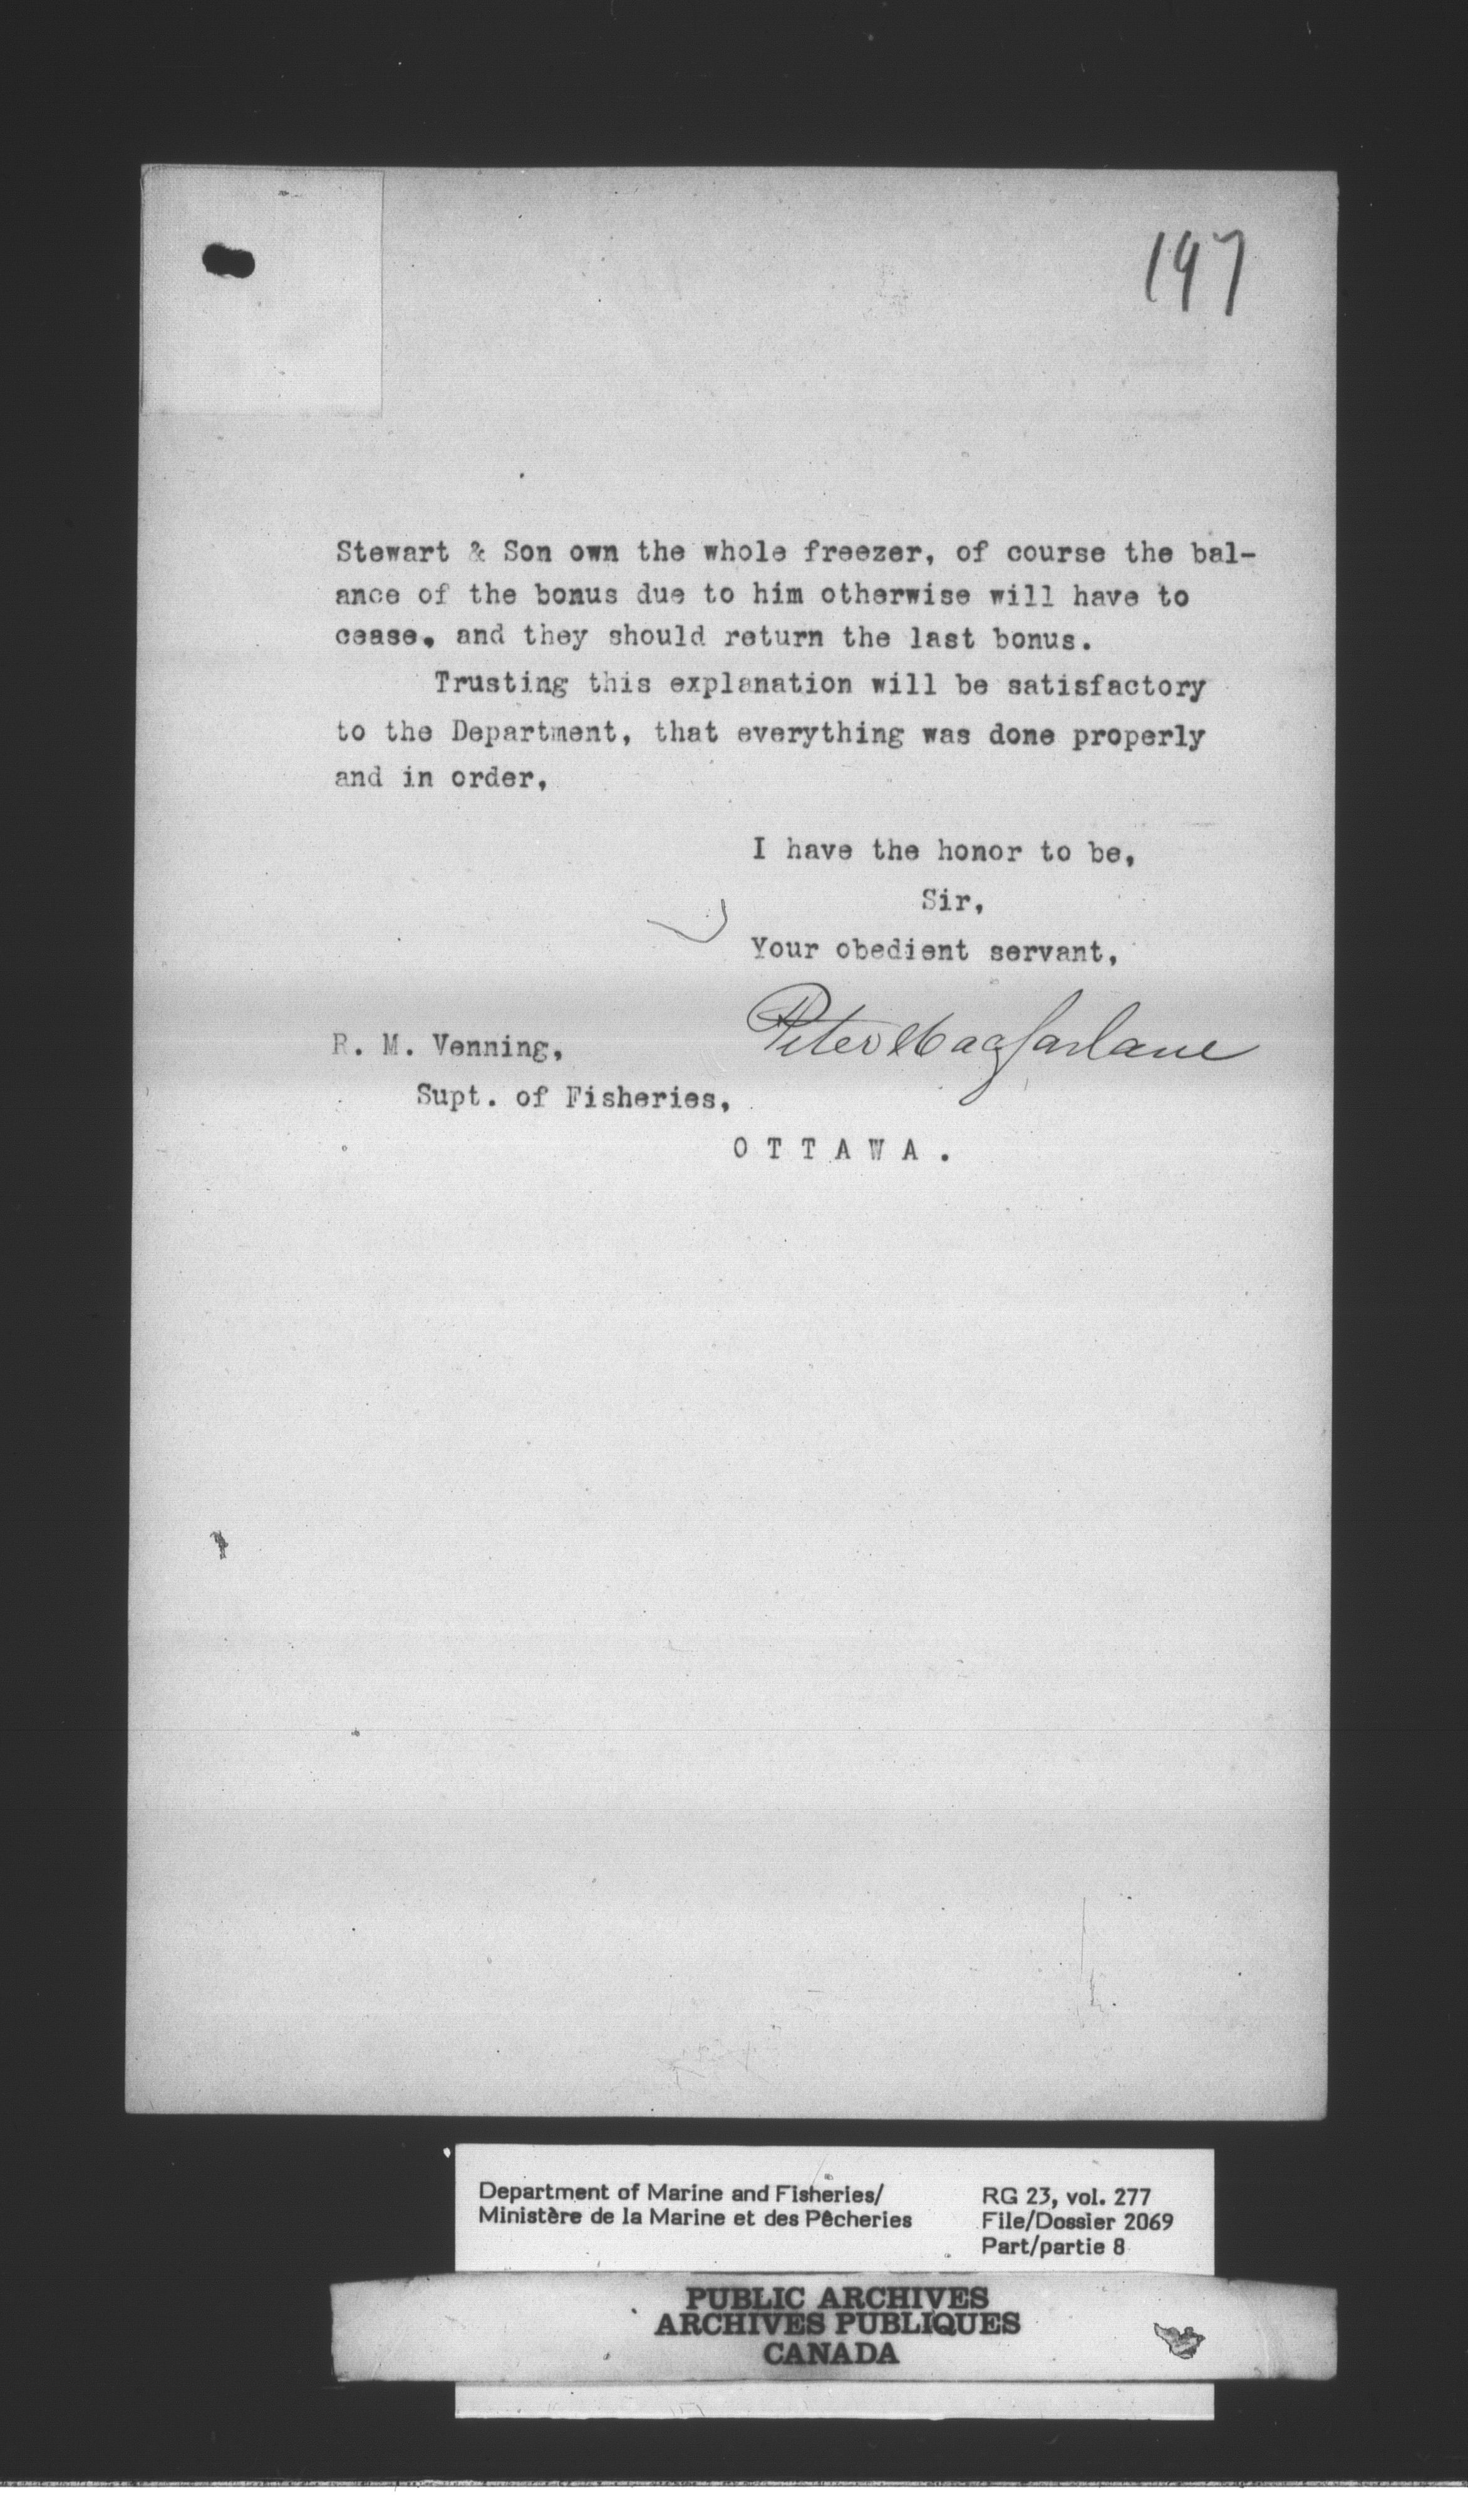 197
Stewart & Son own the whole freezer, of course the bal-
ance of the bonus due to him otherwise will have to
cease, and they should return the last bonus.
Trusting this explanation will be satisfactory
to the Department, that everything was done properly
and in order,
I have the honor to be,
Sir,
Your obedient servant,
Peter Macfarlane
R. M. Venning,
Supt. of Fisheries,
O T T A W A .
Department of Marine and Fisheries/
Ministère de la Marine et des Pêcheries
RG 23, vol. 277
File/Dossier 2069
Part/partie 8
PUBLIC ARCHIVES
ARCHIVES PUBLIQUES
CANADA